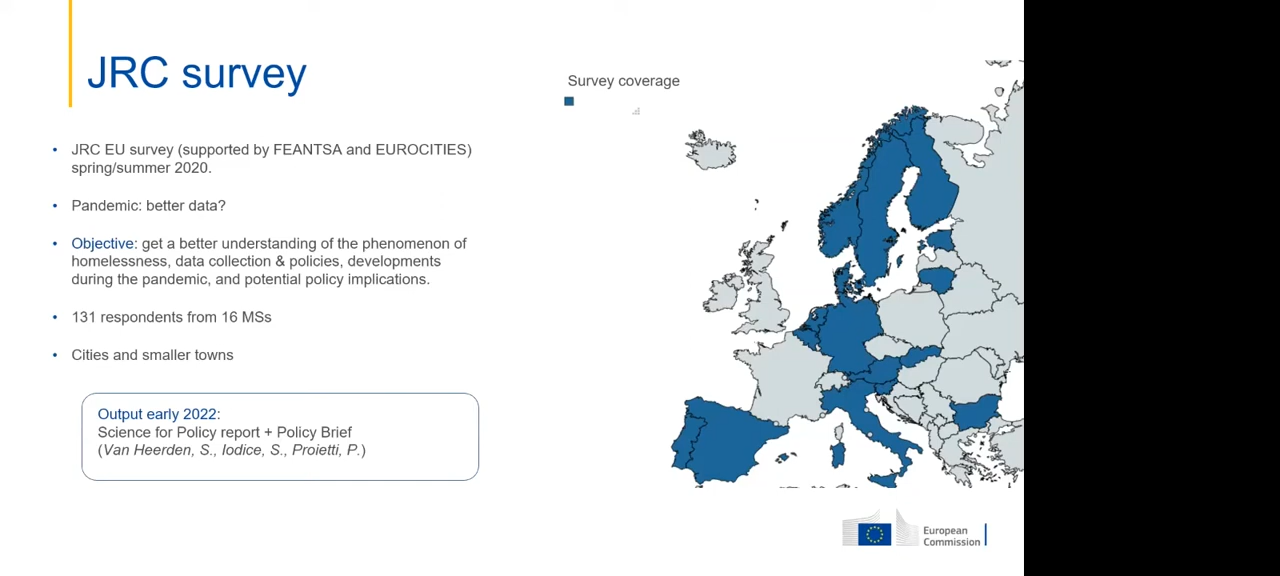 JRC survey
• JRC EU survey (supported by FEANTSA and EUROCITIES)
spring/summer 2020.
• Pandemic: better data?
• Objective: get a better understanding of the phenomenon of
homelessness, data collection & policies, developments
during the pandemic, and potential policy implications.
• 131 respondents from 16 MSs
• Cities and smaller towns
Output early 2022:
Science for Policy report + Policy Brief
(Van Heerden, S., Iodice, S., Proietti, P.)
Survey coverage
European
Commission